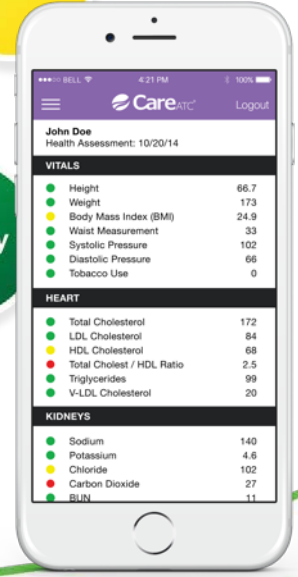 BELL 4:21 PM 100%
CareATC Logout
John Doe
Health Assessment: 10/20/14
VITALS
Height 66.7
Weight 173
Body Mass Index (BMI) 24.9
Waist Measurement 33
Systolic Pressure 102
Diastolic Pressure 66
Tobacco Use 0
HEART
Total Cholesterol 172
LDL Cholesterol 84
HDL Cholesterol 68
Total Cholest / HDL Ratio 2.5
Triglycerides 99
V-LDL Cholesterol 20
KIDNEYS
Sodium 140
Potassium 4.6
Chloride 102
Carbon Dioxide 27
BUN 11